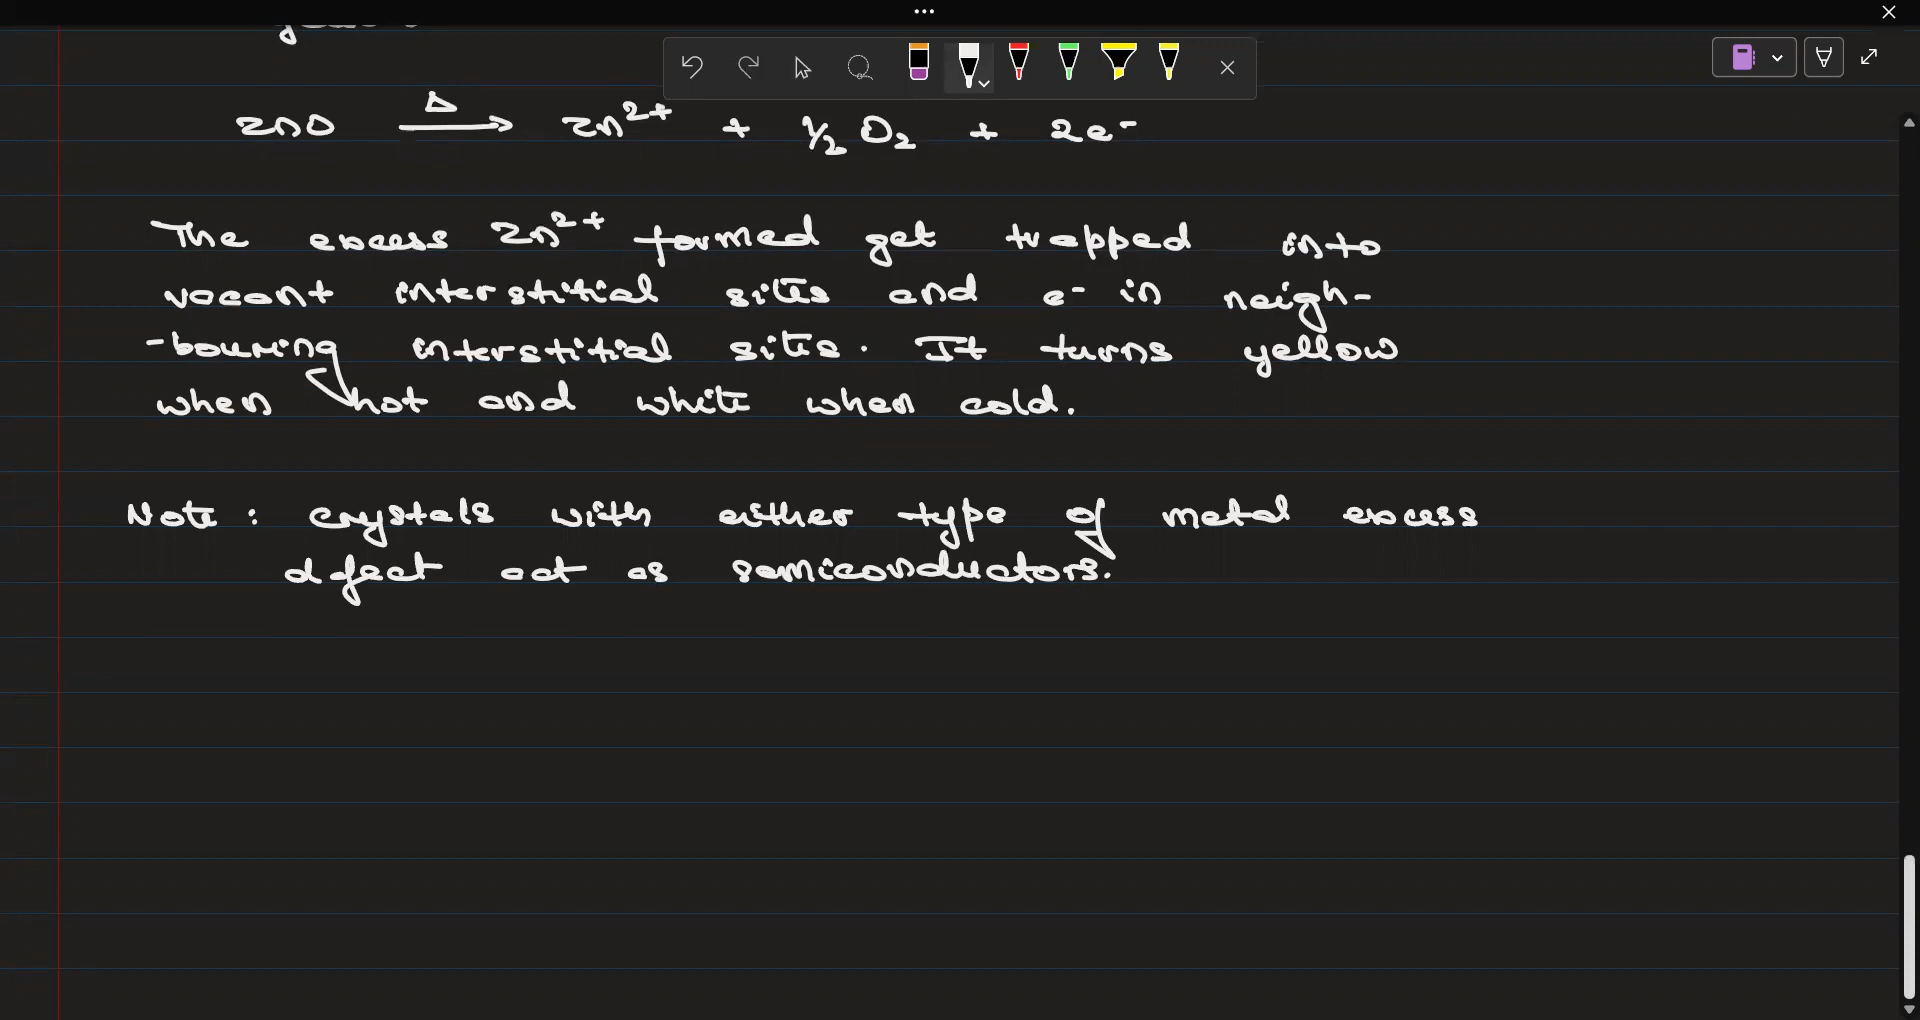 ZnO Δ⟶ Zn²⁺ + ½ O₂ + 2e⁻
The excess Zn²⁺ formed get trapped into
vacant interstitial sites and e⁻ in neigh-
-bouring interstitial sites. It turns yellow
when hot and white when cold.
Note : crystals with either type of metal excess
defect act as semiconductors.